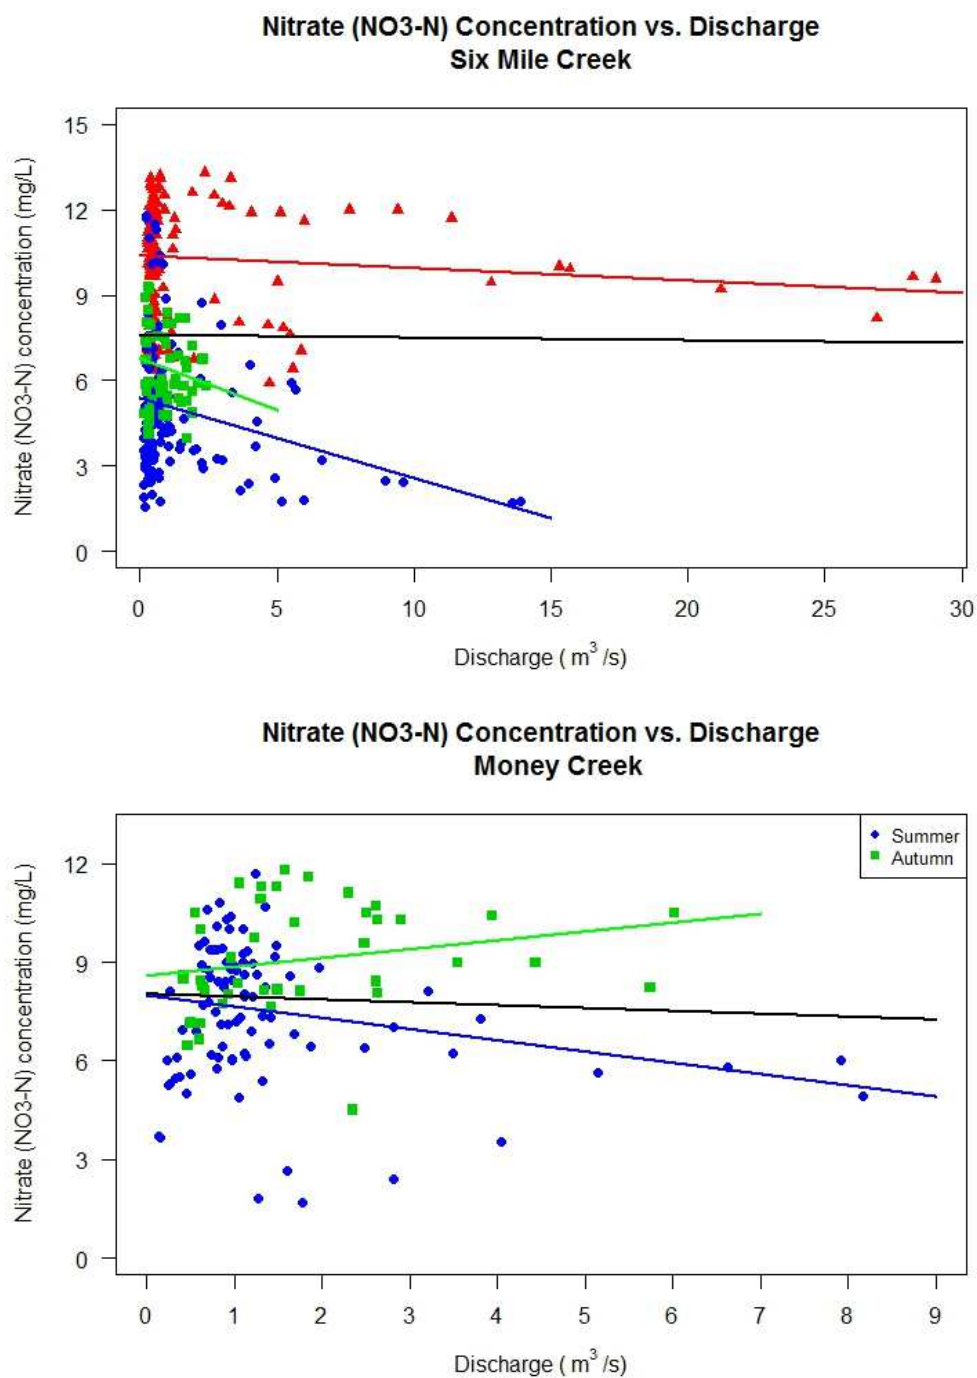 Nitrate (NO3-N) Concentration vs. Discharge
Six Mile Creek
Nitrate (NO3-N) concentration (mg/L)
15
12
9
6
3
0
0 5 10 15 20 25 30
Discharge ( m³ /s)
Nitrate (NO3-N) Concentration vs. Discharge
Money Creek
Nitrate (NO3-N) concentration (mg/L)
Summer
Autumn
12
9
6
3
0
0 1 2 3 4 5 6 7 8 9
Discharge ( m³ /s)